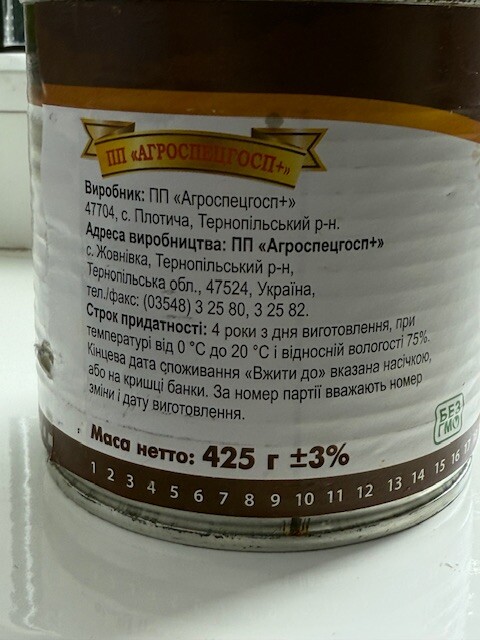 ПП «АГРОСПЕЦГОСП+»
Виробник: ПП «Агроспецгосп+»
47704, с. Плотича, Тернопільський р-н.
Адреса виробництва: ПП «Агроспецгосп+»
с. Жовнівка, Тернопільський р-н,
Тернопільська обл., 47524, Україна,
тел./факс: (03548) 3 25 80, 3 25 82.
Строк придатності: 4 роки з дня виготовлення, при
температурі від 0 °С до 20 °С і відносній вологості 75%.
Кінцева дата споживання «Вжити до» вказана насічкою,
або на кришці банки. За номер партії вважають номер
зміни і дату виготовлення.
БЕЗ
ГМО
Маса нетто: 425 г ±3%
1 2 3 4 5 6 7 8 9 10 11 12 13 14 15 16 17